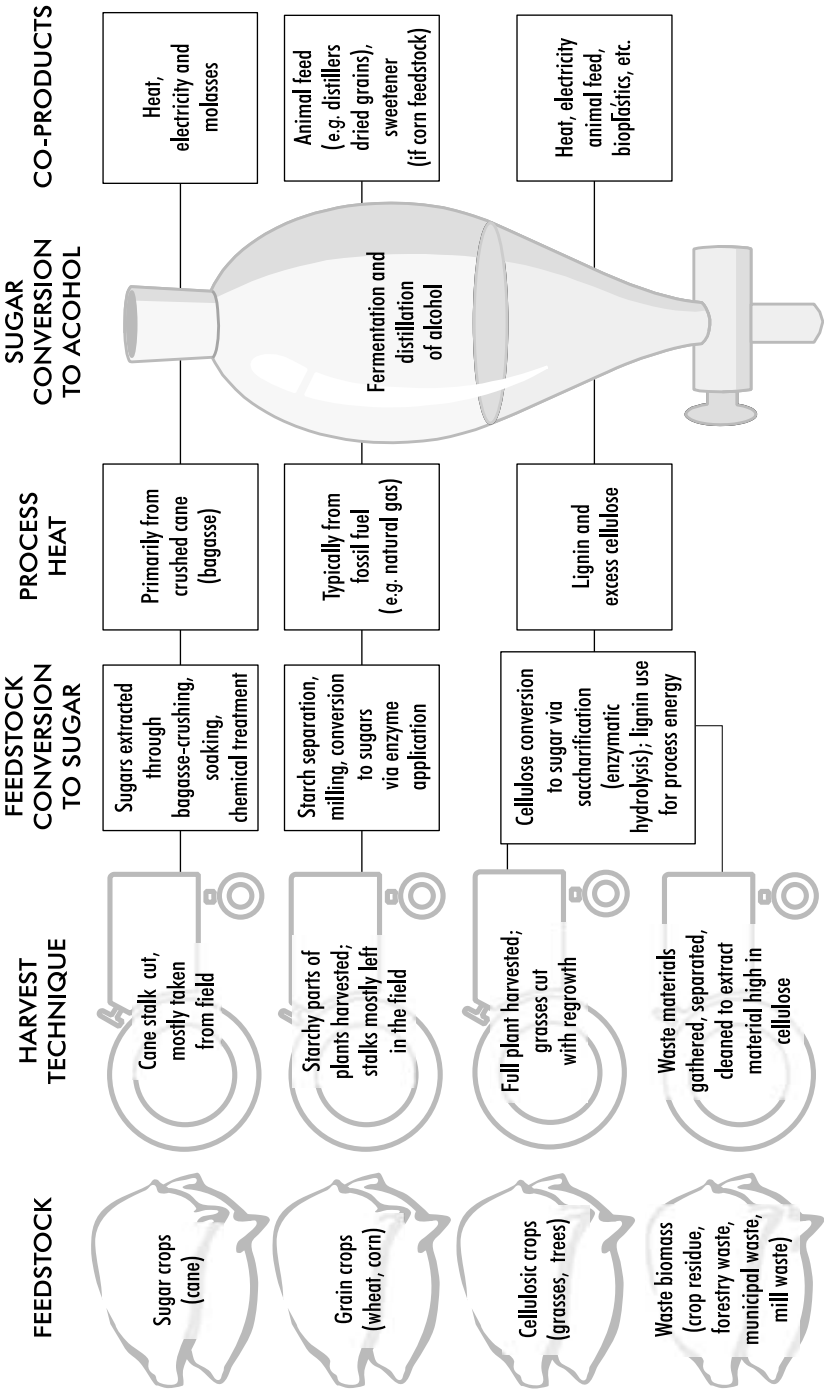 FEEDSTOCK
HARVEST
TECHNIQUE
FEEDSTOCK
CONVERSION
TO SUGAR
PROCESS
HEAT
SUGAR
CONVERSION
TO ACOHOL
CO-PRODUCTS
Sugar crops
(cane)
Cane stalk cut,
mostly taken
from field
Sugars extracted
through
bagasse-crushing,
soaking,
chemical treatment
Primarily from
crushed cane
(bagasse)
Heat,
electricity and
molasses
Grain crops
(wheat, corn)
Starchy parts of
plants harvested;
stalks mostly left
in the field
Starch separation,
milling, conversion
to sugars
via enzyme
application
Typically from
fossil fuel
(e.g. natural gas)
Fermentation and
distillation
of alcohol
Animal feed
(e.g. distillers
dried grains),
sweetener
(if corn feedstock)
Cellulosic crops
(grasses, trees)
Full plant harvested;
grasses cut
with regrowth
Cellulose conversion
to sugar via
saccharification
(enzymatic
hydrolysis); lignin use
for process energy
Lignin and
excess cellulose
Heat, electricity
animal feed,
bioplastics, etc.
Waste biomass
(crop residue,
forestry waste,
municipal waste,
mill waste)
Waste materials
gathered, separated,
cleaned to extract
material high in
cellulose